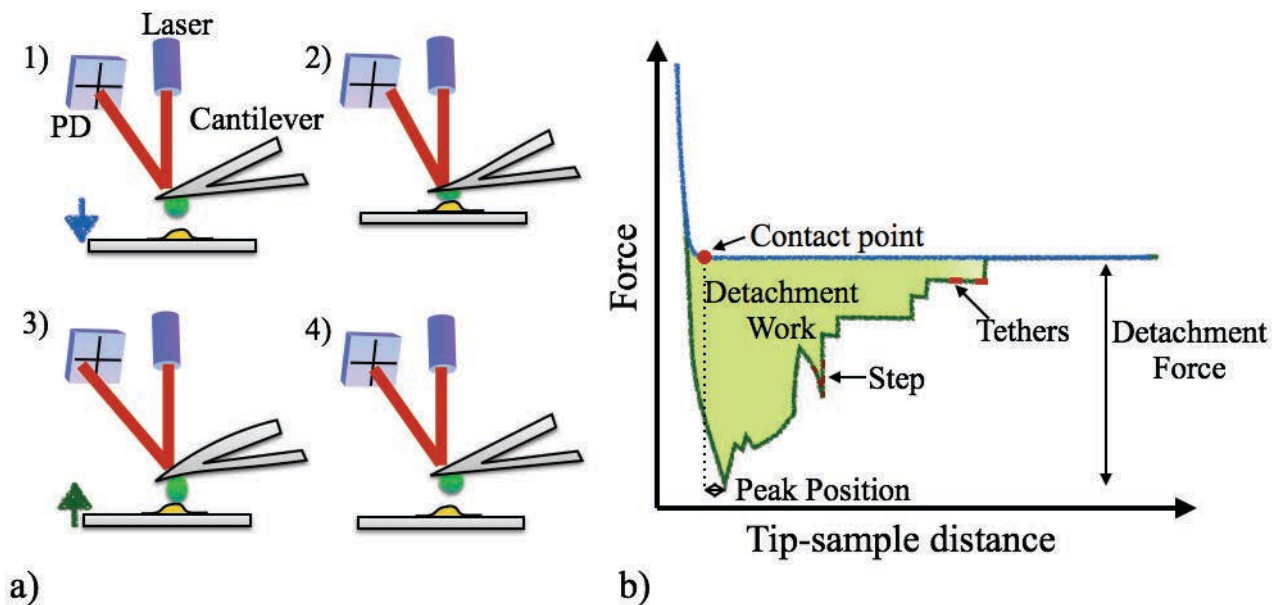 1)
Laser
PD
Cantilever
2)
3)
4)
a)
Force
Contact point
Detachment
Work
Tethers
Step
Detachment
Force
Peak Position
Tip-sample distance
b)